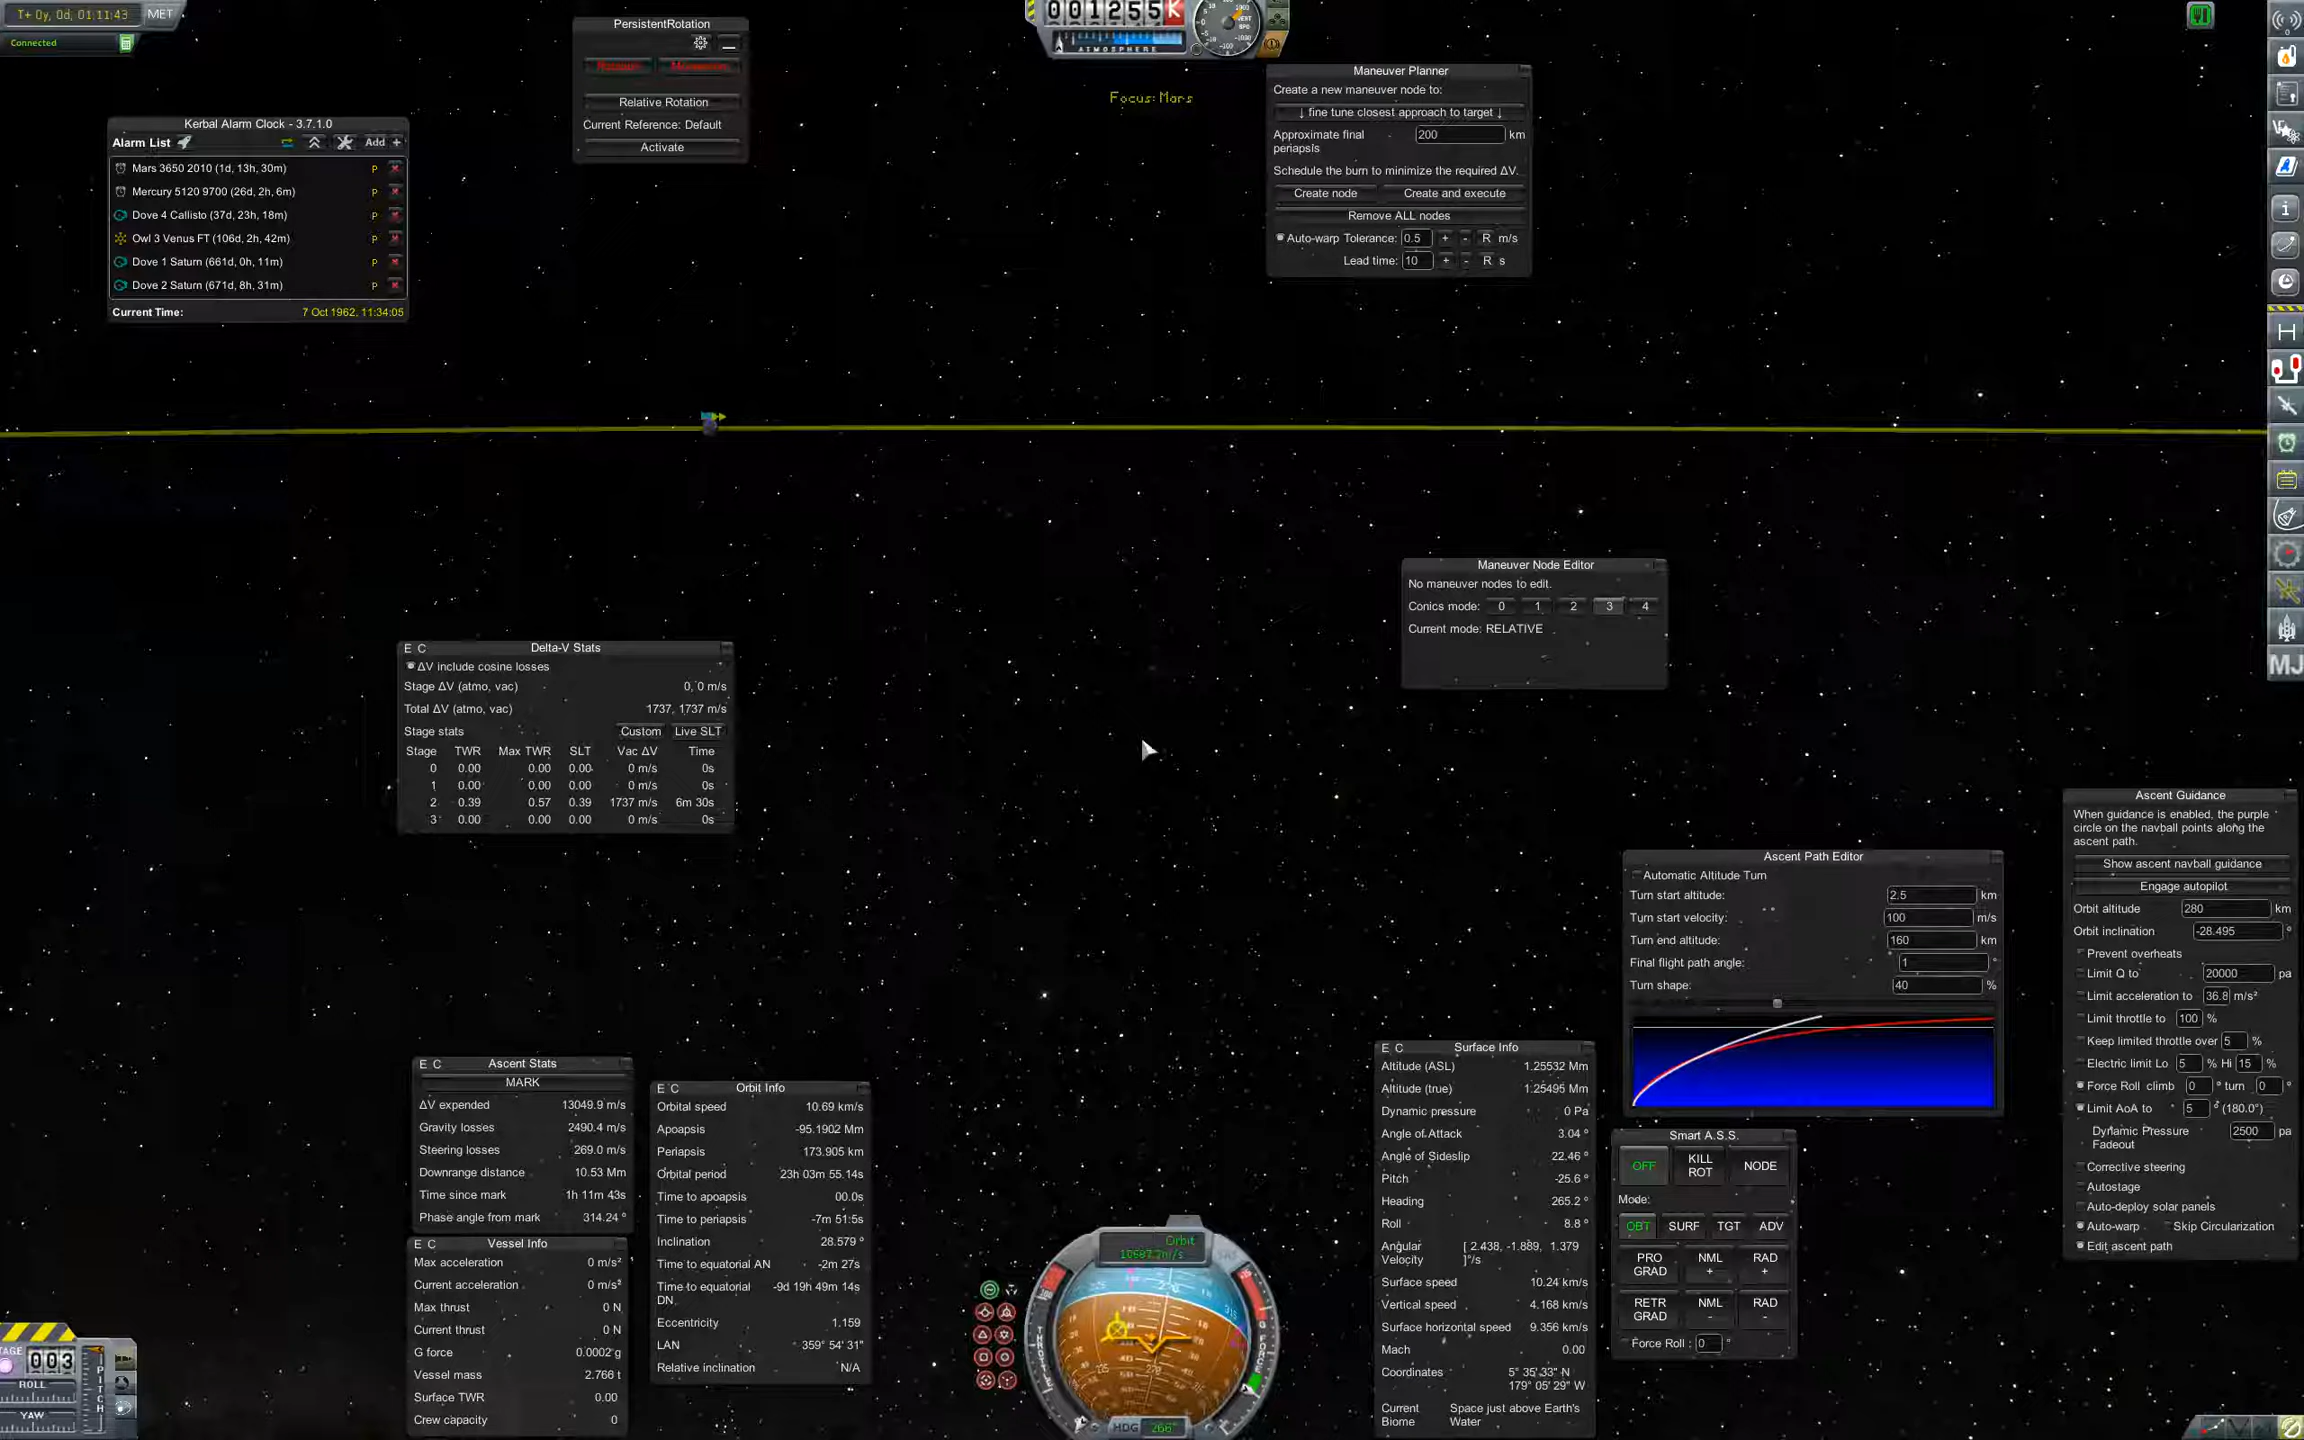 T+ 0y, 0d, 01:11:43 MET
Connected
PersistentRotation
Relative Rotation
Current Reference: Default
Activate
001255 K
ATMOSPHERE
Focus: Mars
Kerbal Alarm Clock - 3.7.1.0
Alarm List Add +
Mars 3650 2010 (1d, 13h, 30m) P
Mercury 5120 9700 (26d, 2h, 6m) P
Dove 4 Callisto (37d, 23h, 18m) P
Owl 3 Venus FT (106d, 2h, 42m) P
Dove 1 Saturn (661d, 0h, 11m) P
Dove 2 Saturn (671d, 8h, 31m) P
Current Time: 7 Oct 1962, 11:34:05
Maneuver Planner
Create a new maneuver node to:
↓ fine tune closest approach to target ↓
Approximate final periapsis 200 km
Schedule the burn to minimize the required ΔV.
Create node Create and execute
Remove ALL nodes
Auto-warp Tolerance: 0.5 + - R m/s
Lead time: 10 + - R s
Maneuver Node Editor
No maneuver nodes to edit.
Conics mode: 0 1 2 3 4
Current mode: RELATIVE
E C Delta-V Stats
ΔV include cosine losses
Stage ΔV (atmo, vac) 0, 0 m/s
Total ΔV (atmo, vac) 1737, 1737 m/s
Stage stats Custom Live SLT
Stage TWR Max TWR SLT Vac ΔV Time
0 0.00 0.00 0.00 0 m/s 0s
1 0.00 0.00 0.00 0 m/s 0s
2 0.39 0.57 0.39 1737 m/s 6m 30s
3 0.00 0.00 0.00 0 m/s 0s
Ascent Guidance
When guidance is enabled, the purple
circle on the navball points along the
ascent path.
Show ascent navball guidance
Engage autopilot
Orbit altitude 280 km
Orbit inclination -28.495 °
Prevent overheats
Limit Q to 20000 pa
Limit acceleration to 36.8 m/s²
Limit throttle to 100 %
Keep limited throttle over 5 %
Electric limit Lo 5 % Hi 15 %
Force Roll climb 0 ° turn 0 °
Limit AoA to 5 ° (180.0°)
Dynamic Pressure Fadeout 2500 pa
Corrective steering
Autostage
Auto-deploy solar panels
Auto-warp Skip Circularization
Edit ascent path
Ascent Path Editor
Automatic Altitude Turn
Turn start altitude: 2.5 km
Turn start velocity: 100 m/s
Turn end altitude: 160 km
Final flight path angle: 1 °
Turn shape: 40 %
E C Ascent Stats
MARK
ΔV expended 13049.9 m/s
Gravity losses 2490.4 m/s
Steering losses 269.0 m/s
Downrange distance 10.53 Mm
Time since mark 1h 11m 43s
Phase angle from mark 314.24 °
E C Vessel Info
Max acceleration 0 m/s²
Current acceleration 0 m/s²
Max thrust 0 N
Current thrust 0 N
G force 0.0002 g
Vessel mass 2.766 t
Surface TWR 0.00
Crew capacity 0
E C Orbit Info
Orbital speed 10.69 km/s
Apoapsis -95.1902 Mm
Periapsis 173.905 km
Orbital period 23h 03m 55.14s
Time to apoapsis 00.0s
Time to periapsis -7m 51:5s
Inclination 28.579 °
Time to equatorial AN -2m 27s
Time to equatorial DN -9d 19h 49m 14s
Eccentricity 1.159
LAN 359° 54' 31"
Relative inclination N/A
E C Surface Info
Altitude (ASL) 1.25532 Mm
Altitude (true) 1.25495 Mm
Dynamic pressure 0 Pa
Angle of Attack 3.04 °
Angle of Sideslip 22.46 °
Pitch -25.6 °
Heading 265.2 °
Roll 8.8 °
Angular Velocity [ 2.438, -1.889, 1.379 ]°/s
Surface speed 10.24 km/s
Vertical speed 4.168 km/s
Surface horizontal speed 9.356 km/s
Mach 0.00
Coordinates 5° 35' 33" N
179° 05' 29" W
Current Biome Space just above Earth's Water
Smart A.S.S.
OFF KILL ROT NODE
Mode:
OBT SURF TGT ADV
PRO GRAD NML + RAD +
RETR GRAD NML - RAD -
Force Roll : 0 °
Orbit
10687.7m/s
HDG 266°
003
ROLL
YAW
PITCH
MJ